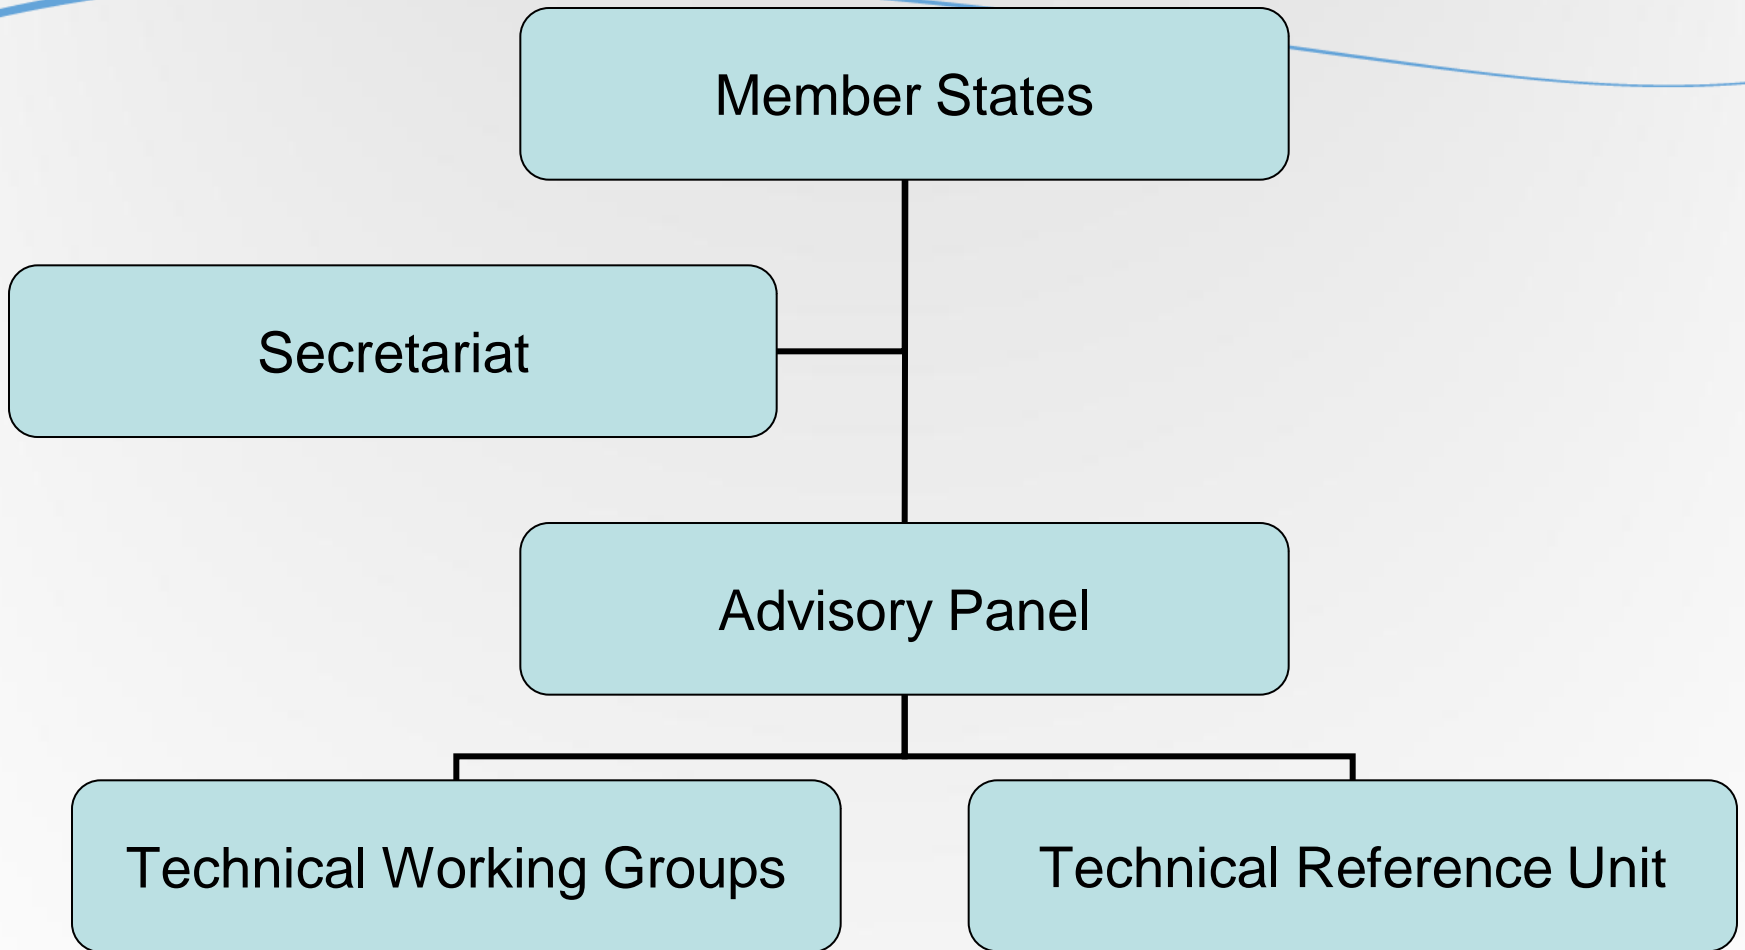 Member States
Secretariat
Advisory Panel
Technical Working Groups
Technical Reference Unit